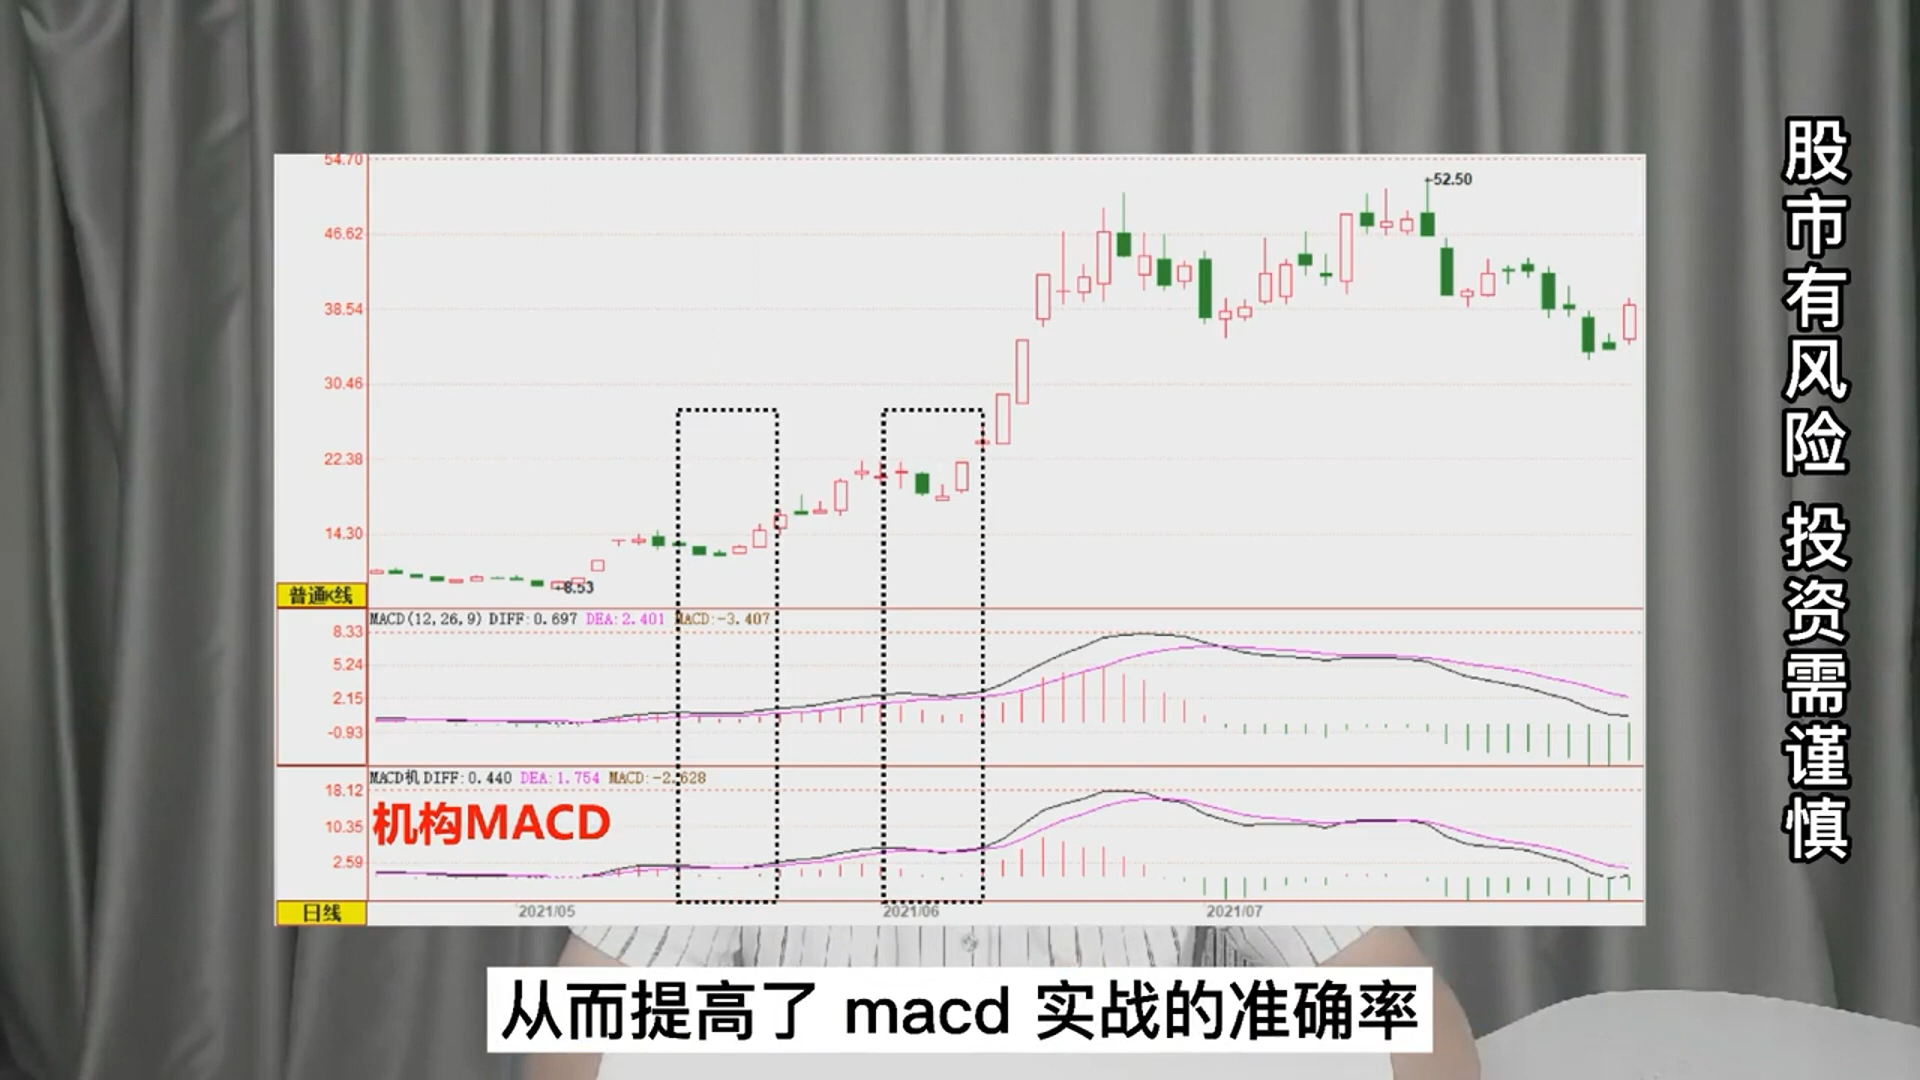 54.70
46.62
38.54
30.46
22.38
14.30
←52.50
←8.53
普通K线
MACD(12,26,9) DIFF:0.697 DEA:2.401 MACD:-3.407
8.33
5.24
2.15
-0.93
MACD机 DIFF:0.440 DEA:1.754 MACD:-2.628
18.12
10.35
2.59
机构MACD
日线
2021/05
2021/06
2021/07
股市有风险 投资需谨慎
从而提高了 macd 实战的准确率